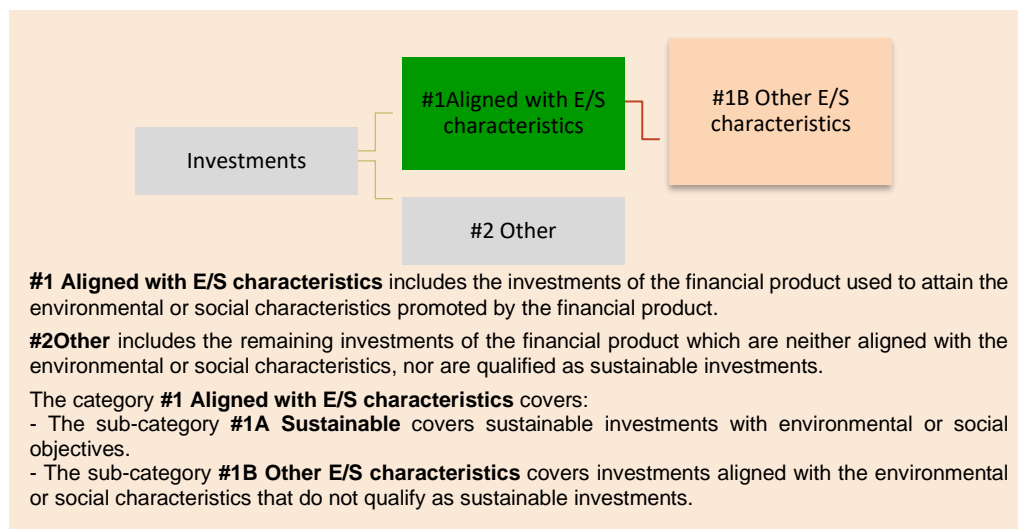 #1Aligned with E/S
characteristics
#1B Other E/S
characteristics
Investments
#2 Other
#1 Aligned with E/S characteristics includes the investments of the financial product used to attain the
environmental or social characteristics promoted by the financial product.
#2Other includes the remaining investments of the financial product which are neither aligned with the
environmental or social characteristics, nor are qualified as sustainable investments.
The category #1 Aligned with E/S characteristics covers:
- The sub-category #1A Sustainable covers sustainable investments with environmental or social
objectives.
- The sub-category #1B Other E/S characteristics covers investments aligned with the environmental
or social characteristics that do not qualify as sustainable investments.